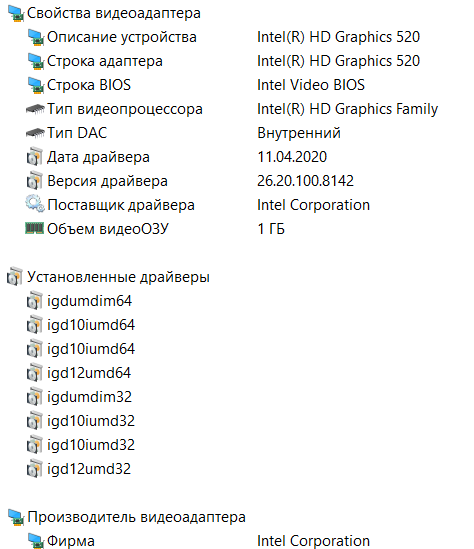 Свойства видеоадаптера
Описание устройства Intel(R) HD Graphics 520
Строка адаптера Intel(R) HD Graphics 520
Строка BIOS Intel Video BIOS
Тип видеопроцессора Intel(R) HD Graphics Family
Тип DAC Внутренний
Дата драйвера 11.04.2020
Версия драйвера 26.20.100.8142
Поставщик драйвера Intel Corporation
Объем видеоОЗУ 1 ГБ
Установленные драйверы
igdumdim64
igd10iumd64
igd10iumd64
igd12umd64
igdumdim32
igd10iumd32
igd10iumd32
igd12umd32
Производитель видеоадаптера
Фирма Intel Corporation